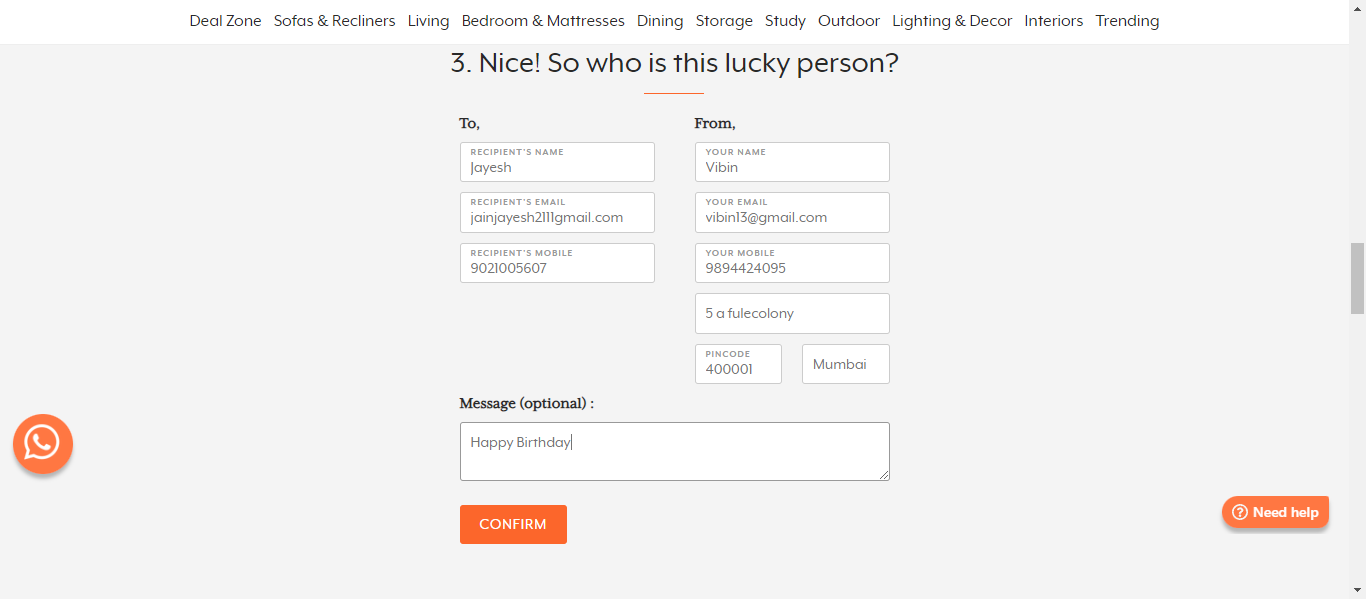 Deal Zone Sofas & Recliners Living Bedroom & Mattresses Dining Storage Study Outdoor Lighting & Decor Interiors Trending
3. Nice! So who is this lucky person?
To,
RECIPIENT'S NAME
Jayesh
RECIPIENT'S EMAIL
jainjayesh2111gmail.com
RECIPIENT'S MOBILE
9021005607
From,
YOUR NAME
Vibin
YOUR EMAIL
vibin13@gmail.com
YOUR MOBILE
9894424095
5 a fulecolony
PINCODE
400001
Mumbai
Message (optional) :
Happy Birthday
CONFIRM
Need help